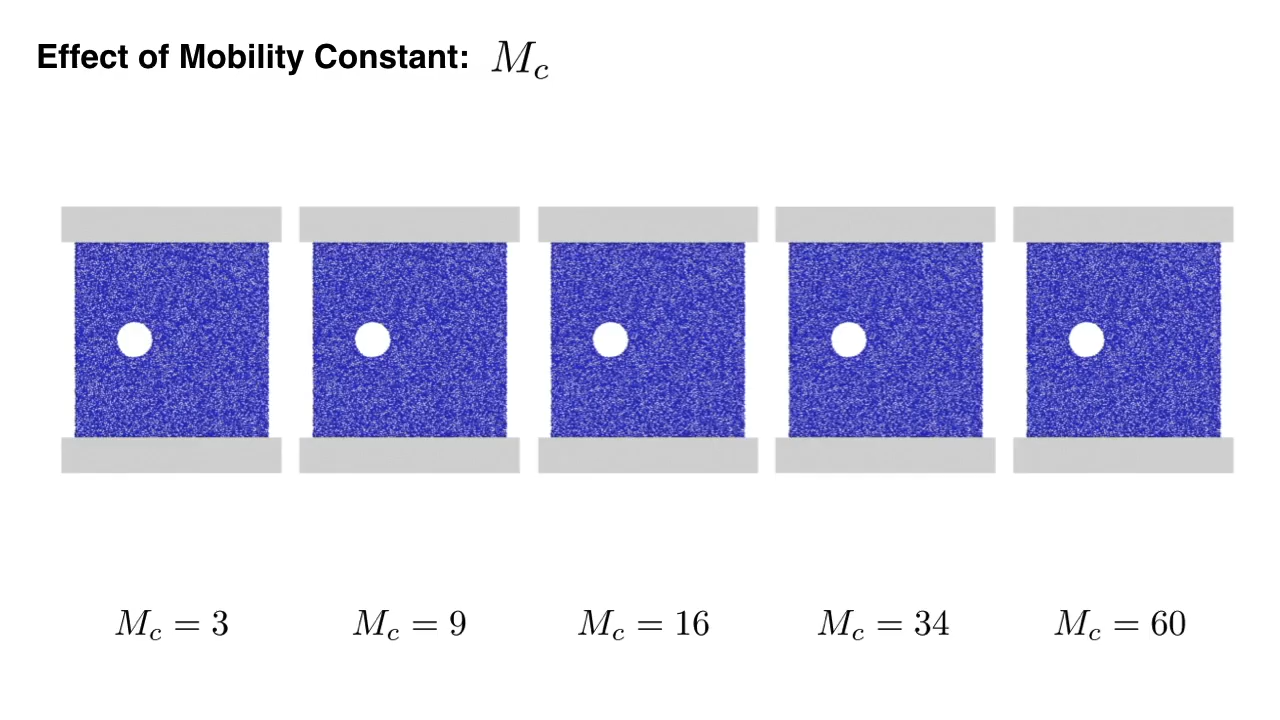 Effect of Mobility Constant: M_c
M_c = 3
M_c = 9
M_c = 16
M_c = 34
M_c = 60